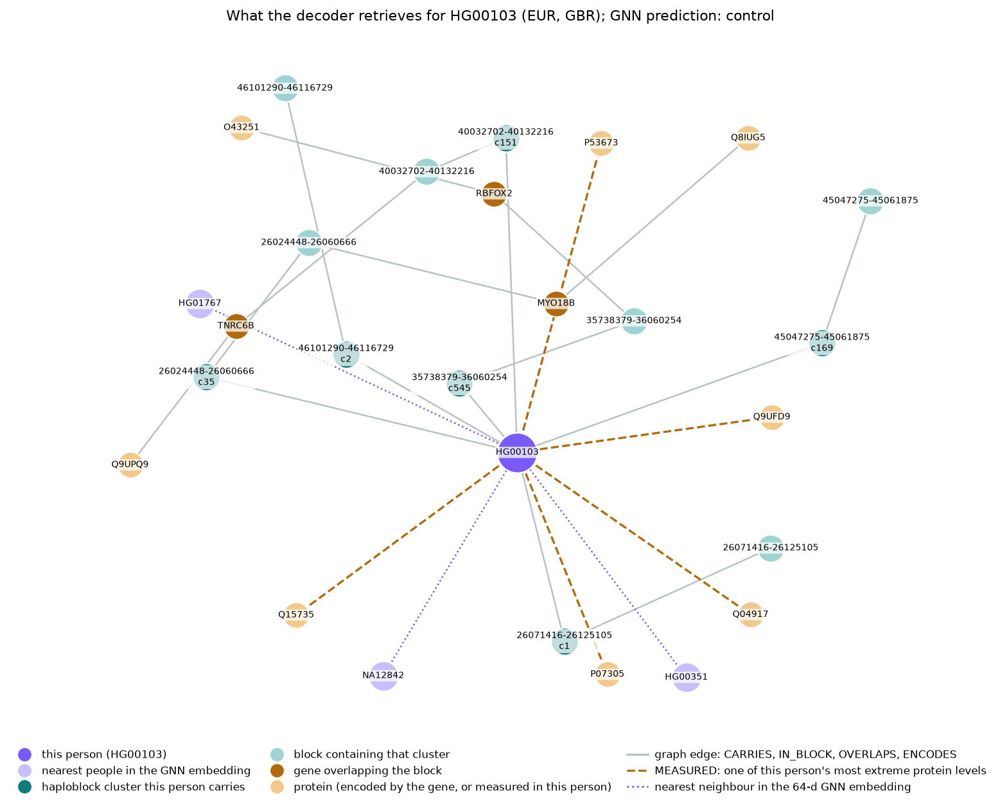 What the decoder retrieves for HG00103 (EUR, GBR); GNN prediction: control
46101290-46116729
O43251
40032702-40132216
c151
P53673
Q8IUG5
40032702-40132216
RBFOX2
45047275-45061875
26024448-26060666
HG01767
MYO18B
TNRC6B
35738379-36060254
45047275-45061875
c169
46101290-46116729
c2
26024448-26060666
c35
35738379-36060254
c545
Q9UFD9
HG00103
Q9UPQ9
26071416-26125105
Q15735
Q04917
26071416-26125105
c1
NA12842
P07305
HG00351
this person (HG00103)
nearest people in the GNN embedding
haploblock cluster this person carries
block containing that cluster
gene overlapping the block
protein (encoded by the gene, or measured in this person)
graph edge: CARRIES, IN_BLOCK, OVERLAPS, ENCODES
MEASURED: one of this person's most extreme protein levels
nearest neighbour in the 64-d GNN embedding